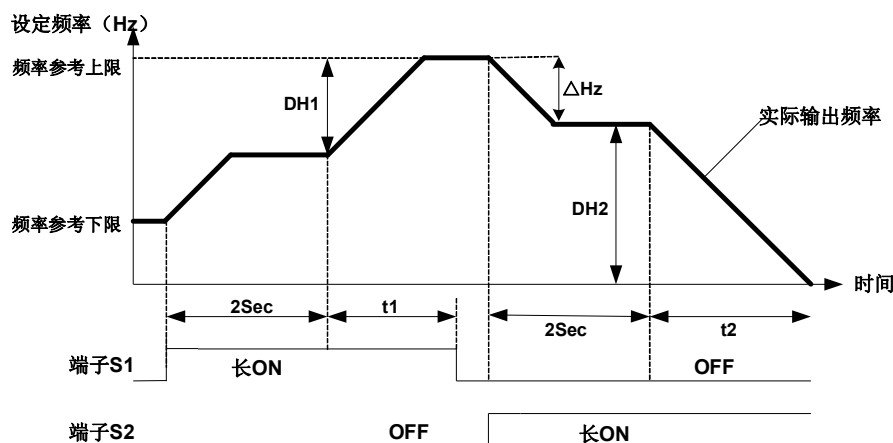 设定频率（Hz）
频率参考上限
DH1
△Hz
实际输出频率
DH2
频率参考下限
时间
2Sec
t1
2Sec
t2
端子S1
长ON
OFF
端子S2
OFF
长ON